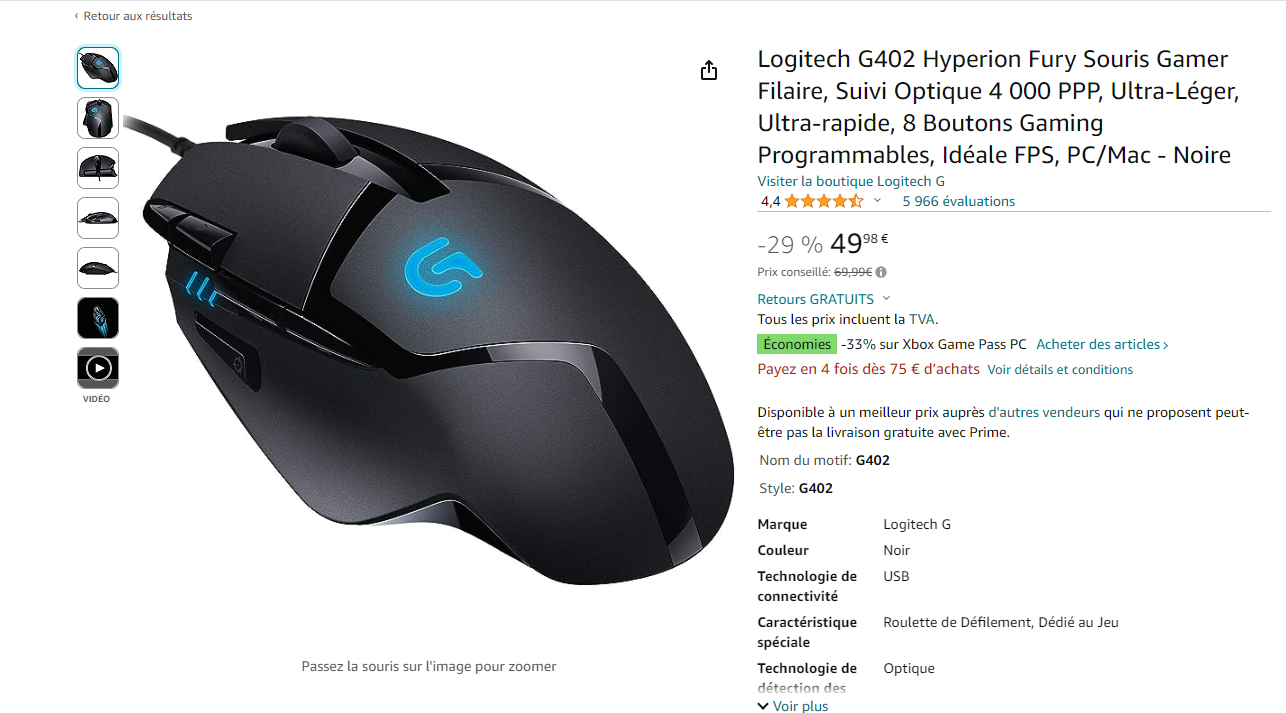 ‹ Retour aux résultats
VIDÉO
Passez la souris sur l'image pour zoomer
Logitech G402 Hyperion Fury Souris Gamer
Filaire, Suivi Optique 4 000 PPP, Ultra-Léger,
Ultra-rapide, 8 Boutons Gaming
Programmables, Idéale FPS, PC/Mac - Noire
Visiter la boutique Logitech G
4,4 5 966 évaluations
-29 % 49,98 €
Prix conseillé: 69,99€
Retours GRATUITS
Tous les prix incluent la TVA.
Économies -33% sur Xbox Game Pass PC Acheter des articles ›
Payez en 4 fois dès 75 € d’achats Voir détails et conditions
Disponible à un meilleur prix auprès d'autres vendeurs qui ne proposent peut-
être pas la livraison gratuite avec Prime.
Nom du motif: G402
Style: G402
Marque Logitech G
Couleur Noir
Technologie de USB
connectivité
Caractéristique Roulette de Défilement, Dédié au Jeu
spéciale
Technologie de Optique
détection des
Voir plus